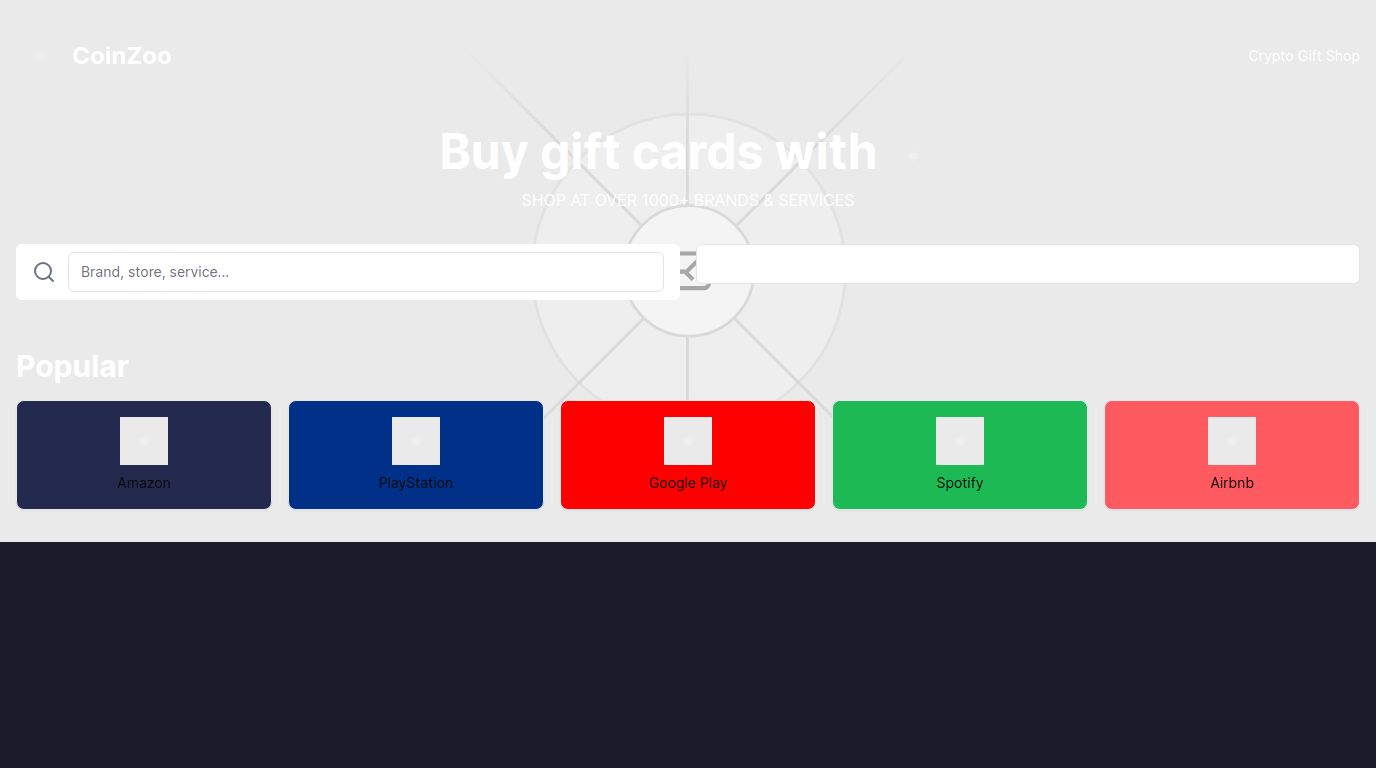 CoinZoo
Crypto Gift Shop
Buy gift cards with
SHOP AT OVER 1000+ BRANDS & SERVICES
Brand, store, service...
Popular
Amazon
PlayStation
Google Play
Spotify
Airbnb